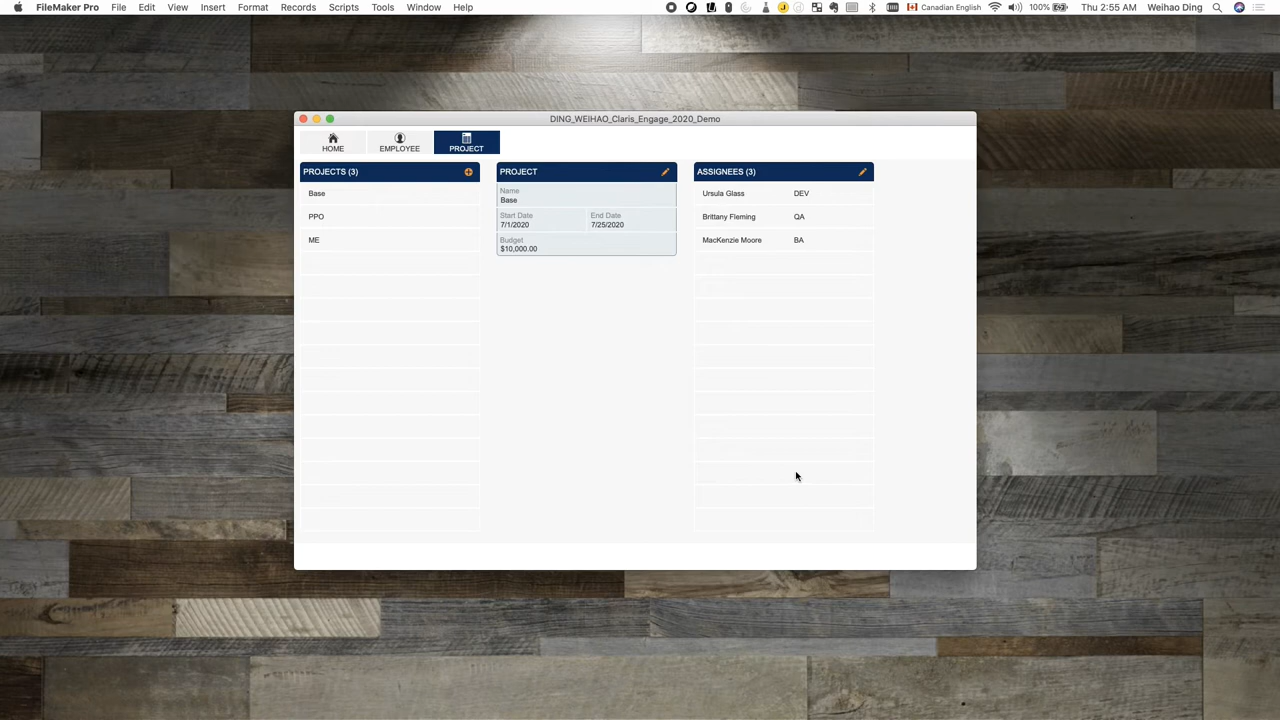 FileMaker Pro File Edit View Insert Format Records Scripts Tools Window Help Canadian English 100% Thu 2:55 AM Weihao Ding
DING_WEIHAO_Claris_Engage_2020_Demo
HOME EMPLOYEE PROJECT
PROJECTS (3)
Base
PPO
ME
PROJECT
Name
Base
Start Date End Date
7/1/2020 7/25/2020
Budget
$10,000.00
ASSIGNEES (3)
Ursula Glass DEV
Brittany Fleming QA
MacKenzie Moore BA